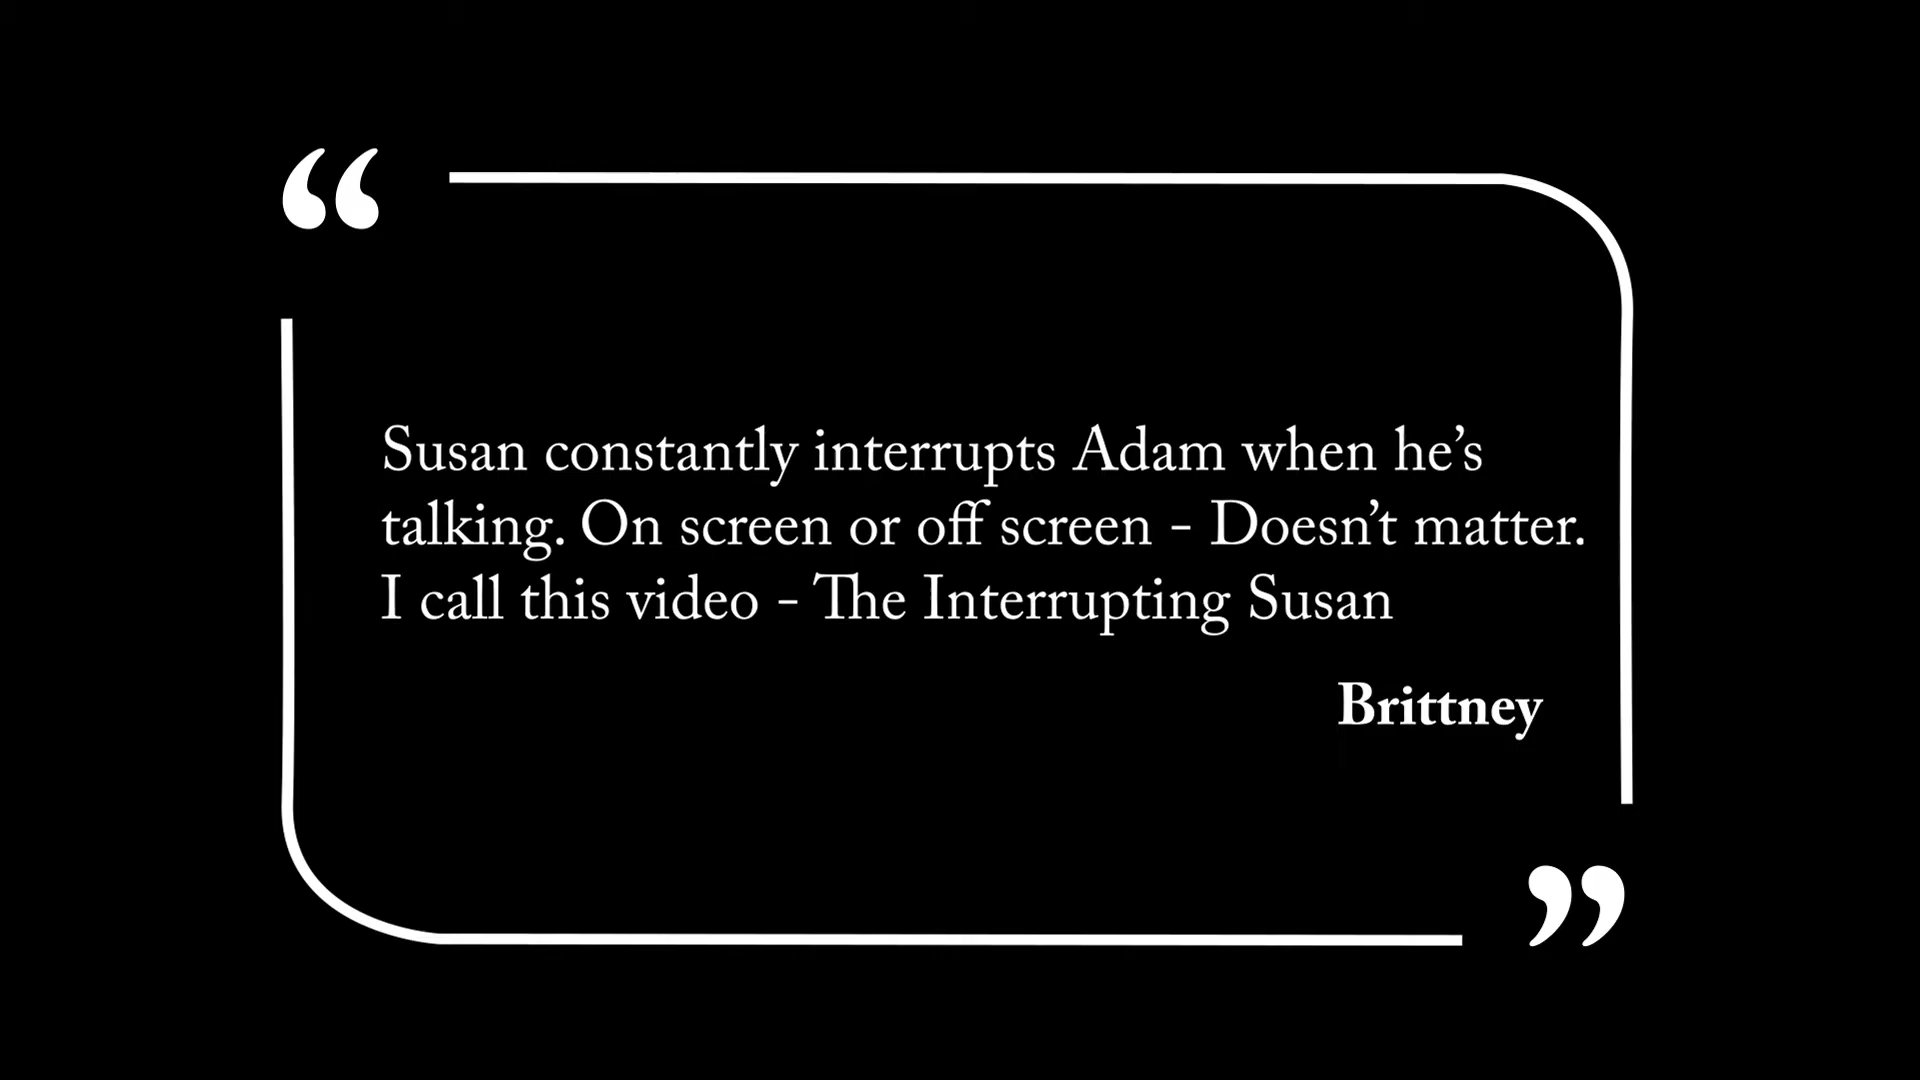 “
Susan constantly interrupts Adam when he’s
talking. On screen or off screen - Doesn’t matter.
I call this video - The Interrupting Susan
Brittney
”